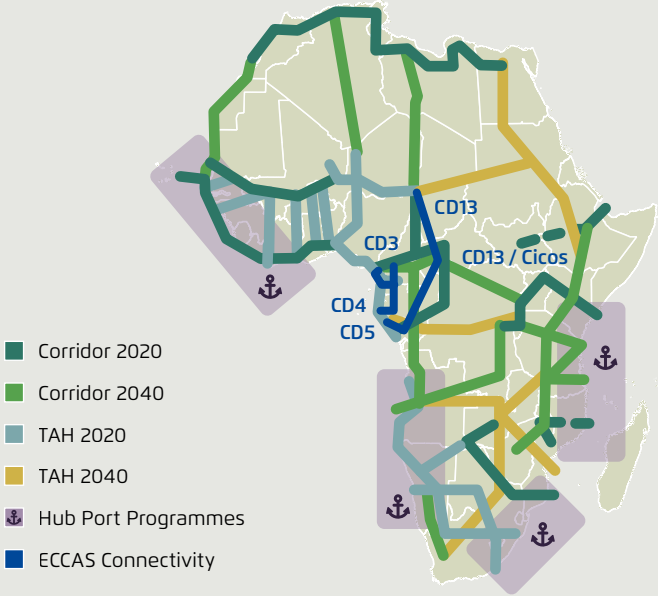 CD13
CD3
CD13 / Cicos
CD4
CD5
Corridor 2020
Corridor 2040
TAH 2020
TAH 2040
Hub Port Programmes
ECCAS Connectivity